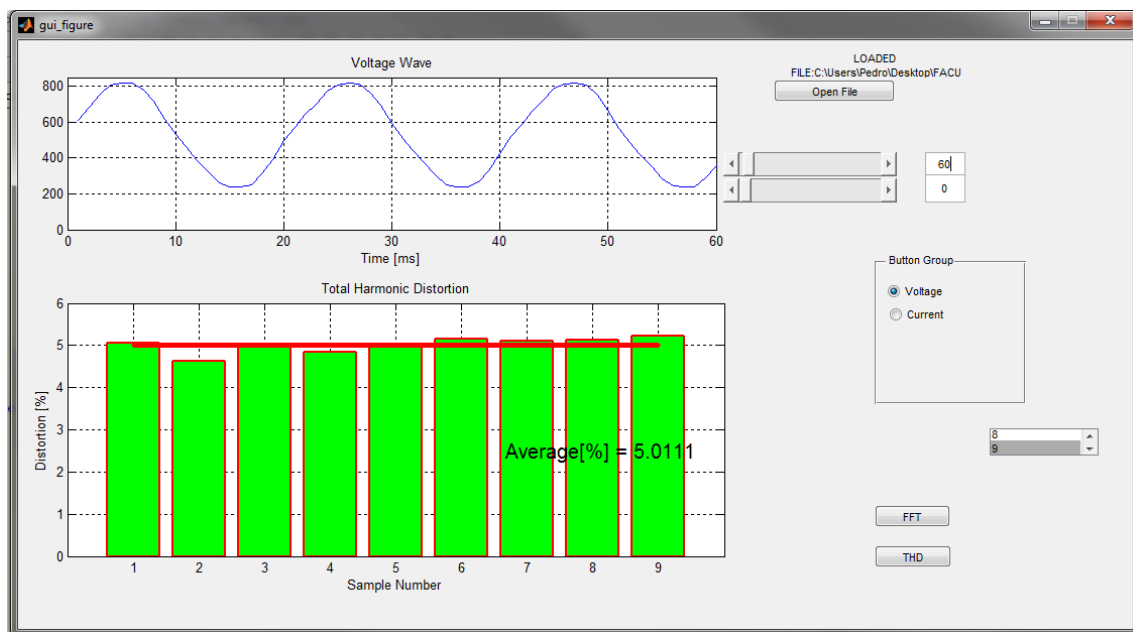 gui_figure
Voltage Wave
800
600
400
200
0
0 10 20 30 40 50 60
Time [ms]
Total Harmonic Distortion
6
5
4
3
2
1
0
Distortion [%]
Average[%] = 5.0111
1 2 3 4 5 6 7 8 9
Sample Number
LOADED
FILE:C:\Users\Pedro\Desktop\FACU
Open File
60
0
Button Group
Voltage
Current
8
9
FFT
THD